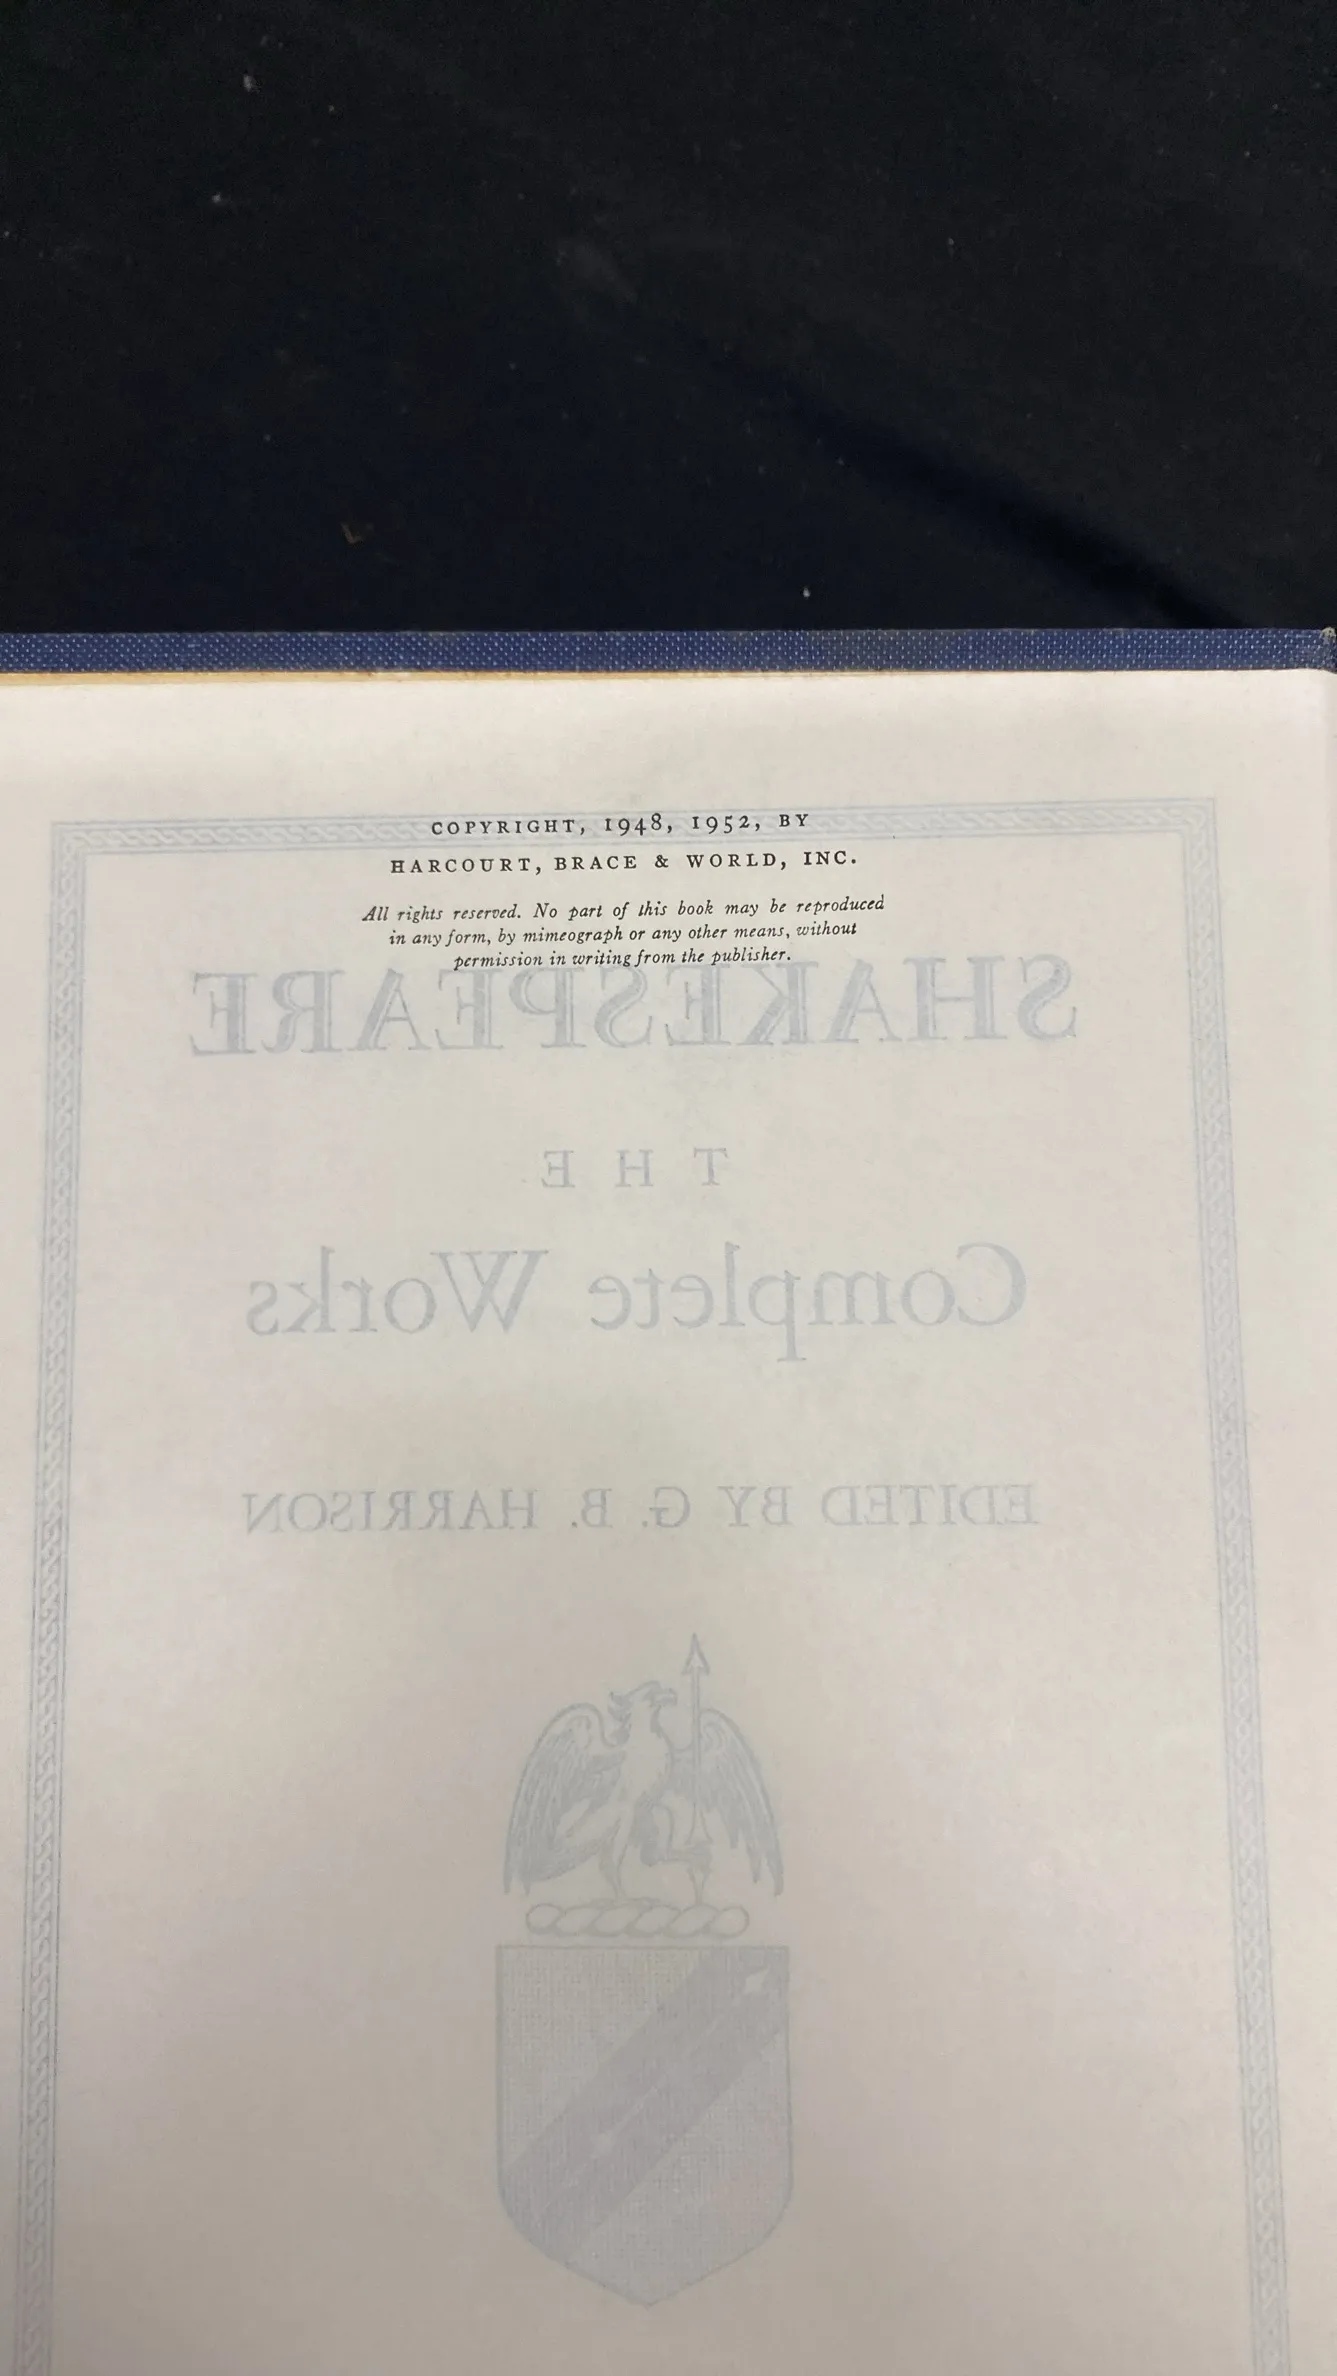 COPYRIGHT, 1948, 1952, BY
HARCOURT, BRACE & WORLD, INC.
All rights reserved. No part of this book may be reproduced
in any form, by mimeograph or any other means, without
permission in writing from the publisher.
SHAKESPEARE
THE
Complete Works
EDITED BY G. B. HARRISON